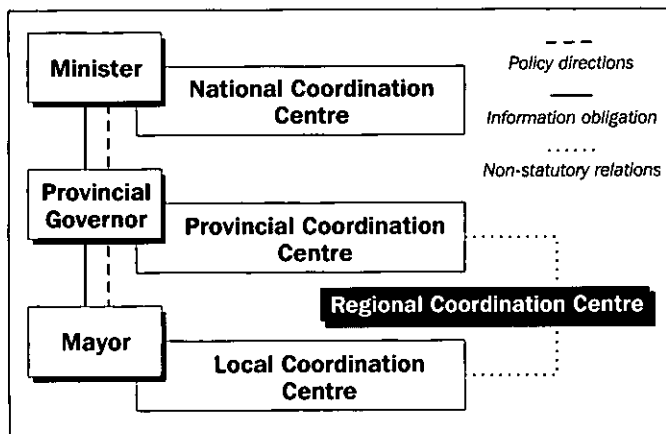 Minister
National Coordination
Centre
Policy directions
Information obligation
Non-statutory relations
Provincial
Governor
Provincial Coordination
Centre
Regional Coordination Centre
Mayor
Local Coordination
Centre